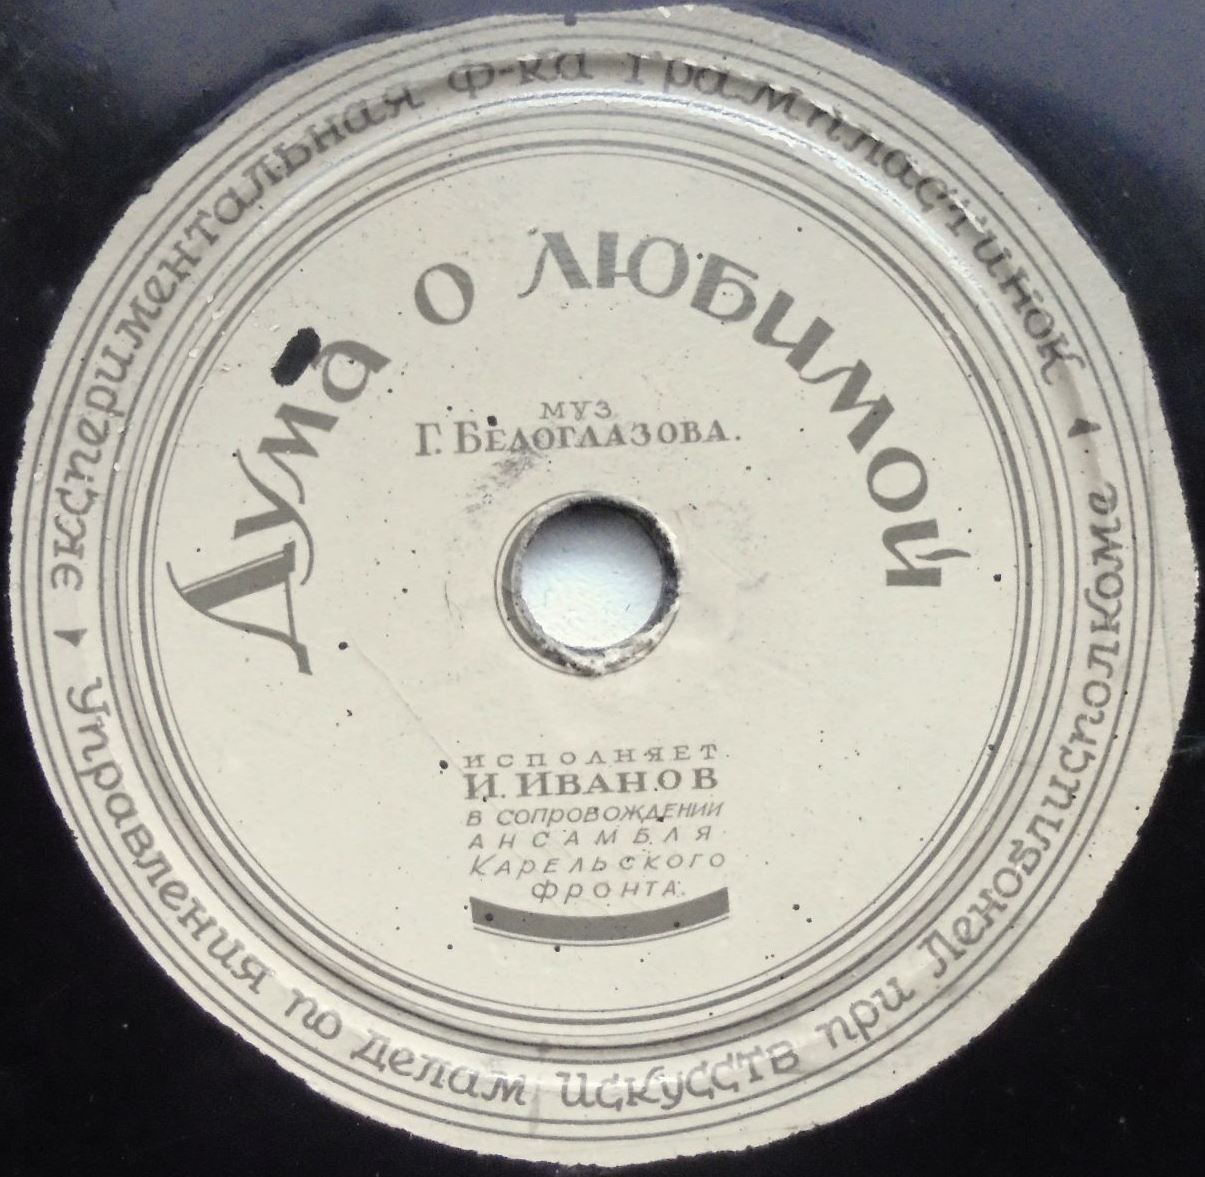 Экспериментальная ф-ка грампластинок
Управления по делам искусств при Леноблисполкоме
Дума о любимой
муз
Г. Белоглазова.
исполняет
И. Иванов
в сопровождении
ансамбля
Карельского
фронта.